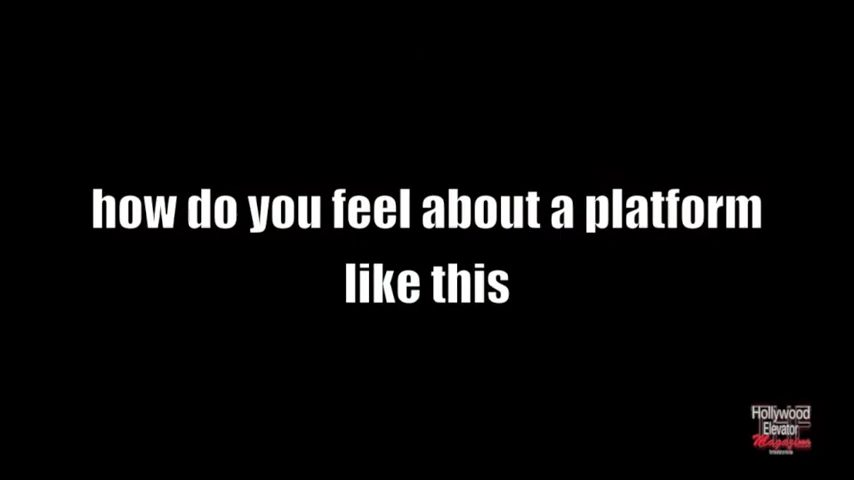 how do you feel about a platform
like this
Hollywood
Elevator
Magazine